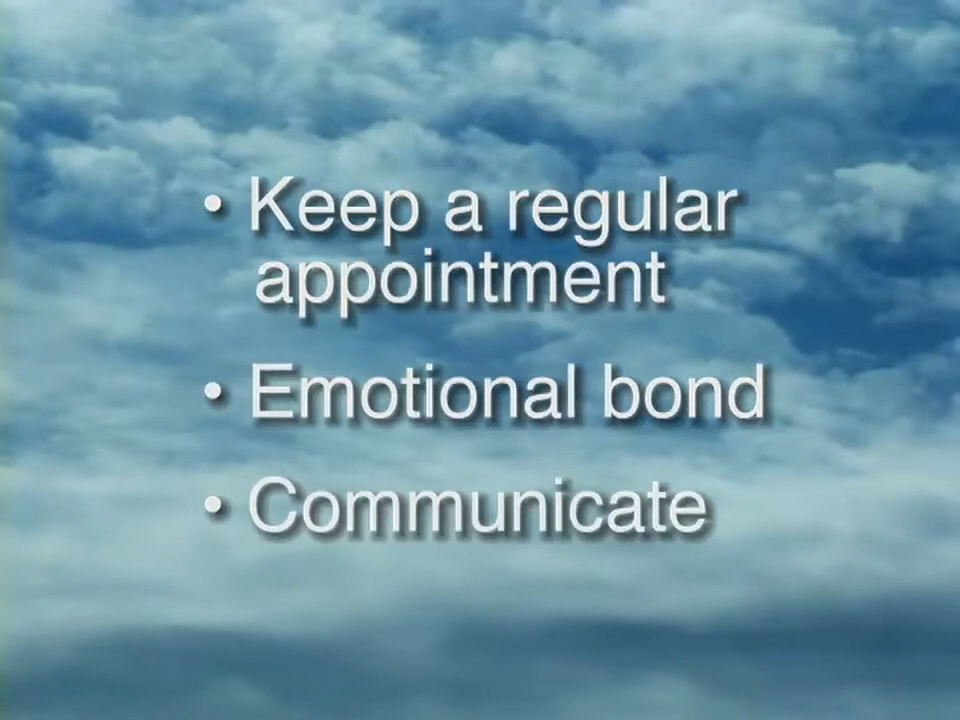 • Keep a regular
appointment
• Emotional bond
• Communicate